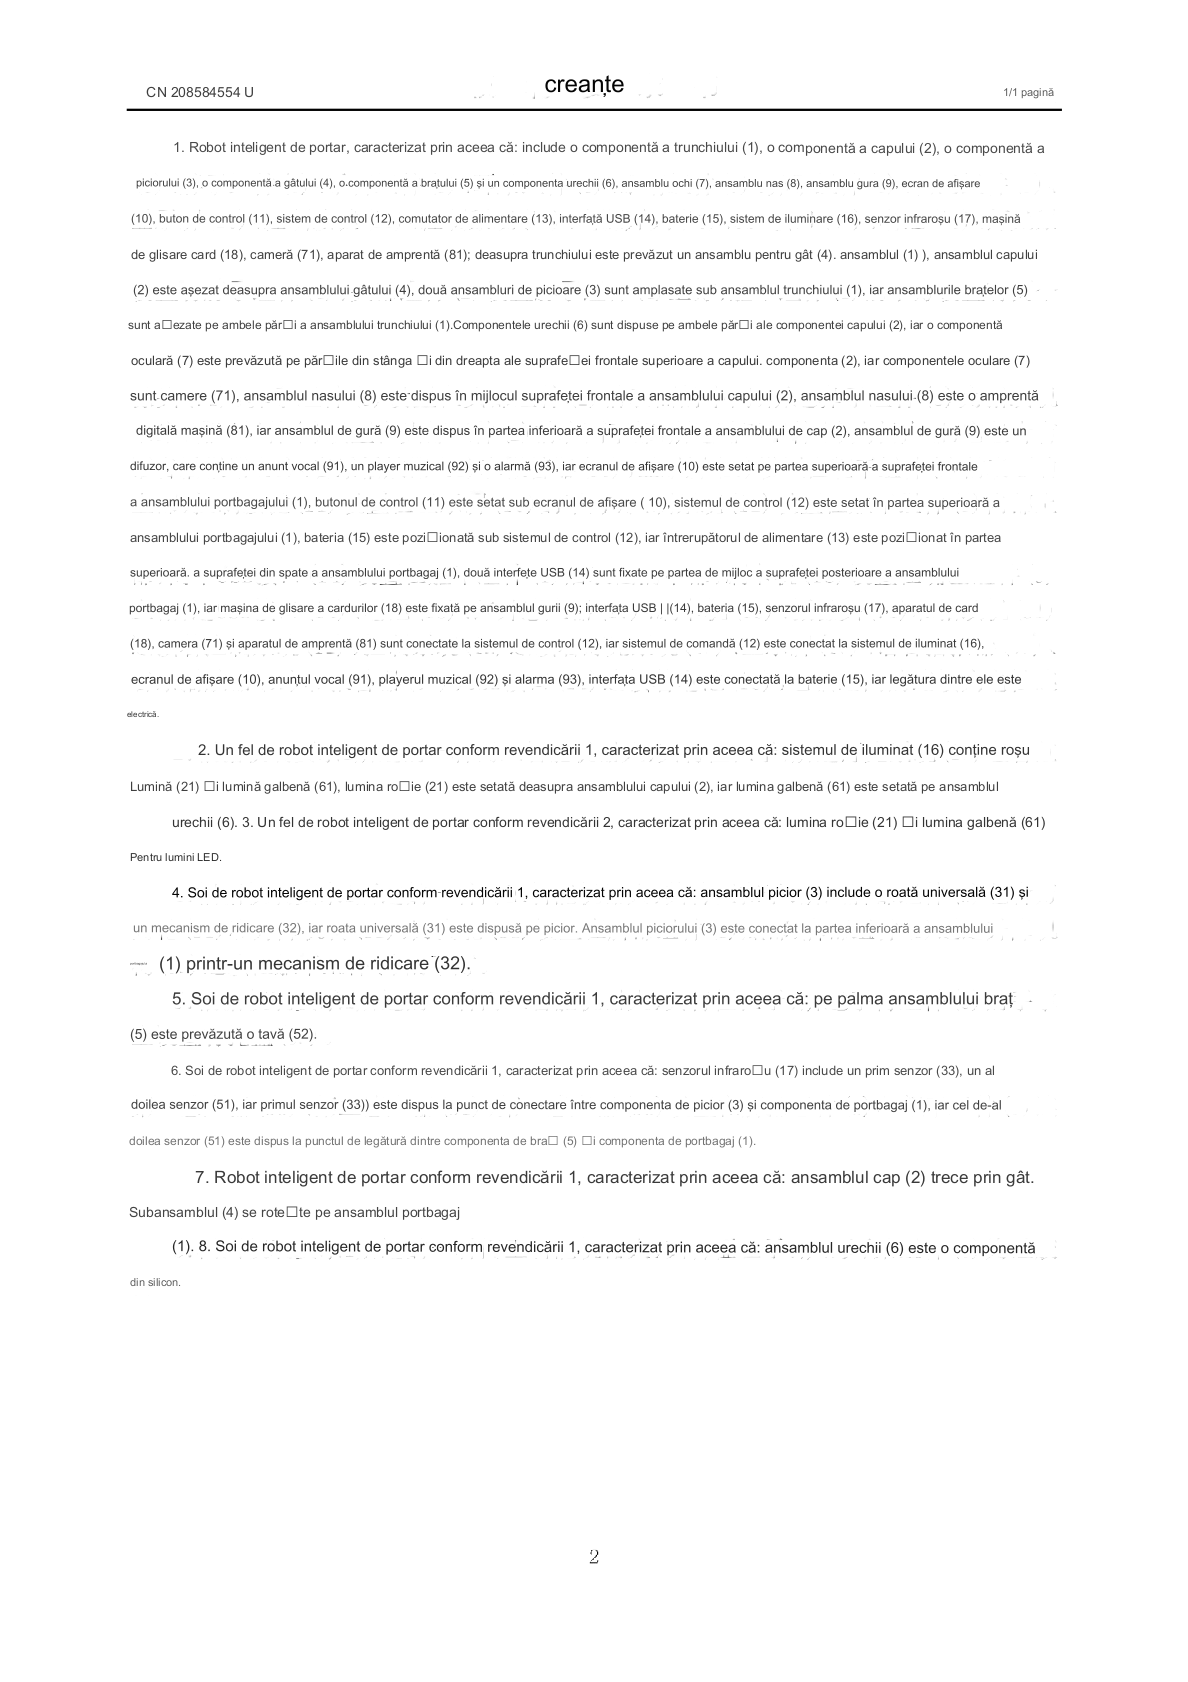 CN 208584554 U
creanțe
1/1 pagină
1. Robot inteligent de portar, caracterizat prin aceea că: include o componentă a trunchiului (1), o componentă a capului (2), o componentă a
piciorului (3), o componentă a gâtului (4), o componentă a brațului (5) și un componenta urechii (6), ansamblu ochi (7), ansamblu nas (8), ansamblu gura (9), ecran de afișare
(10), buton de control (11), sistem de control (12), comutator de alimentare (13), interfață USB (14), baterie (15), sistem de iluminare (16), senzor infraroșu (17), mașină
de glisare card (18), cameră (71), aparat de amprentă (81); deasupra trunchiului este prevăzut un ansamblu pentru gât (4). ansamblul (1) ), ansamblul capului
(2) este așezat deasupra ansamblului gâtului (4), două ansambluri de picioare (3) sunt amplasate sub ansamblul trunchiului (1), iar ansamblurile brațelor (5)
sunt a□ezate pe ambele păr□i a ansamblului trunchiului (1).Componentele urechii (6) sunt dispuse pe ambele păr□i ale componentei capului (2), iar o componentă
oculară (7) este prevăzută pe păr□ile din stânga □i din dreapta ale suprafe□ei frontale superioare a capului. componenta (2), iar componentele oculare (7)
sunt camere (71), ansamblul nasului (8) este dispus în mijlocul suprafeței frontale a ansamblului capului (2), ansamblul nasului (8) este o amprentă
digitală mașină (81), iar ansamblul de gură (9) este dispus în partea inferioară a suprafeței frontale a ansamblului de cap (2), ansamblul de gură (9) este un
difuzor, care conține un anunt vocal (91), un player muzical (92) și o alarmă (93), iar ecranul de afișare (10) este setat pe partea superioară a suprafeței frontale
a ansamblului portbagajului (1), butonul de control (11) este setat sub ecranul de afișare ( 10), sistemul de control (12) este setat în partea superioară a
ansamblului portbagajului (1), bateria (15) este pozi□ionată sub sistemul de control (12), iar întrerupătorul de alimentare (13) este pozi□ionat în partea
superioară. a suprafeței din spate a ansamblului portbagaj (1), două interfețe USB (14) sunt fixate pe partea de mijloc a suprafeței posterioare a ansamblului
portbagaj (1), iar mașina de glisare a cardurilor (18) este fixată pe ansamblul gurii (9); interfața USB | |(14), bateria (15), senzorul infraroșu (17), aparatul de card
(18), camera (71) și aparatul de amprentă (81) sunt conectate la sistemul de control (12), iar sistemul de comandă (12) este conectat la sistemul de iluminat (16),
ecranul de afișare (10), anunțul vocal (91), playerul muzical (92) și alarma (93), interfața USB (14) este conectată la baterie (15), iar legătura dintre ele este
electrică.
2. Un fel de robot inteligent de portar conform revendicării 1, caracterizat prin aceea că: sistemul de iluminat (16) conține roșu
Lumină (21) □i lumină galbenă (61), lumina ro□ie (21) este setată deasupra ansamblului capului (2), iar lumina galbenă (61) este setată pe ansamblul
urechii (6). 3. Un fel de robot inteligent de portar conform revendicării 2, caracterizat prin aceea că: lumina ro□ie (21) □i lumina galbenă (61)
Pentru lumini LED.
4. Soi de robot inteligent de portar conform revendicării 1, caracterizat prin aceea că: ansamblul picior (3) include o roată universală (31) și
un mecanism de ridicare (32), iar roata universală (31) este dispusă pe picior. Ansamblul piciorului (3) este conectat la partea inferioară a ansamblului
(1) printr-un mecanism de ridicare (32).
5. Soi de robot inteligent de portar conform revendicării 1, caracterizat prin aceea că: pe palma ansamblului braț
(5) este prevăzută o tavă (52).
6. Soi de robot inteligent de portar conform revendicării 1, caracterizat prin aceea că: senzorul infraro□u (17) include un prim senzor (33), un al
doilea senzor (51), iar primul senzor (33)) este dispus la punct de conectare între componenta de picior (3) și componenta de portbagaj (1), iar cel de-al
doilea senzor (51) este dispus la punctul de legătură dintre componenta de bra□ (5) □i componenta de portbagaj (1).
7. Robot inteligent de portar conform revendicării 1, caracterizat prin aceea că: ansamblul cap (2) trece prin gât.
Subansamblul (4) se rote□te pe ansamblul portbagaj
(1). 8. Soi de robot inteligent de portar conform revendicării 1, caracterizat prin aceea că: ansamblul urechii (6) este o componentă
din silicon.
2